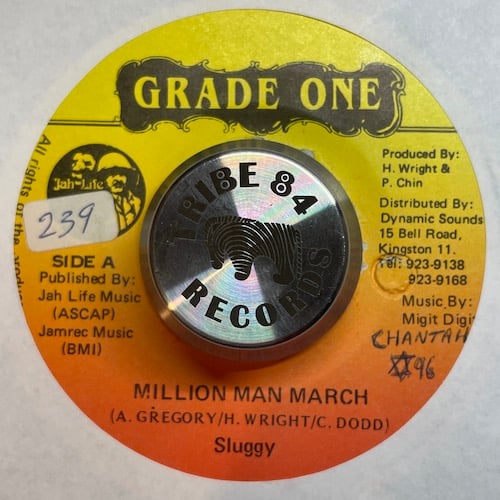 GRADE ONE
All rights of the
Jah-Life
239
SIDE A
Published By:
Jah Life Music
(ASCAP)
Jamrec Music
(BMI)
TRIBE 84
RECORDS
Produced By:
H. Wright &
P. Chin
Distributed By:
Dynamic Sounds
15 Bell Road,
Kingston 11.
Tel: 923-9138
923-9168
Music By:
Migit Digi
CHANTAH
96
MILLION MAN MARCH
(A. GREGORY/H. WRIGHT/C. DODD)
Sluggy